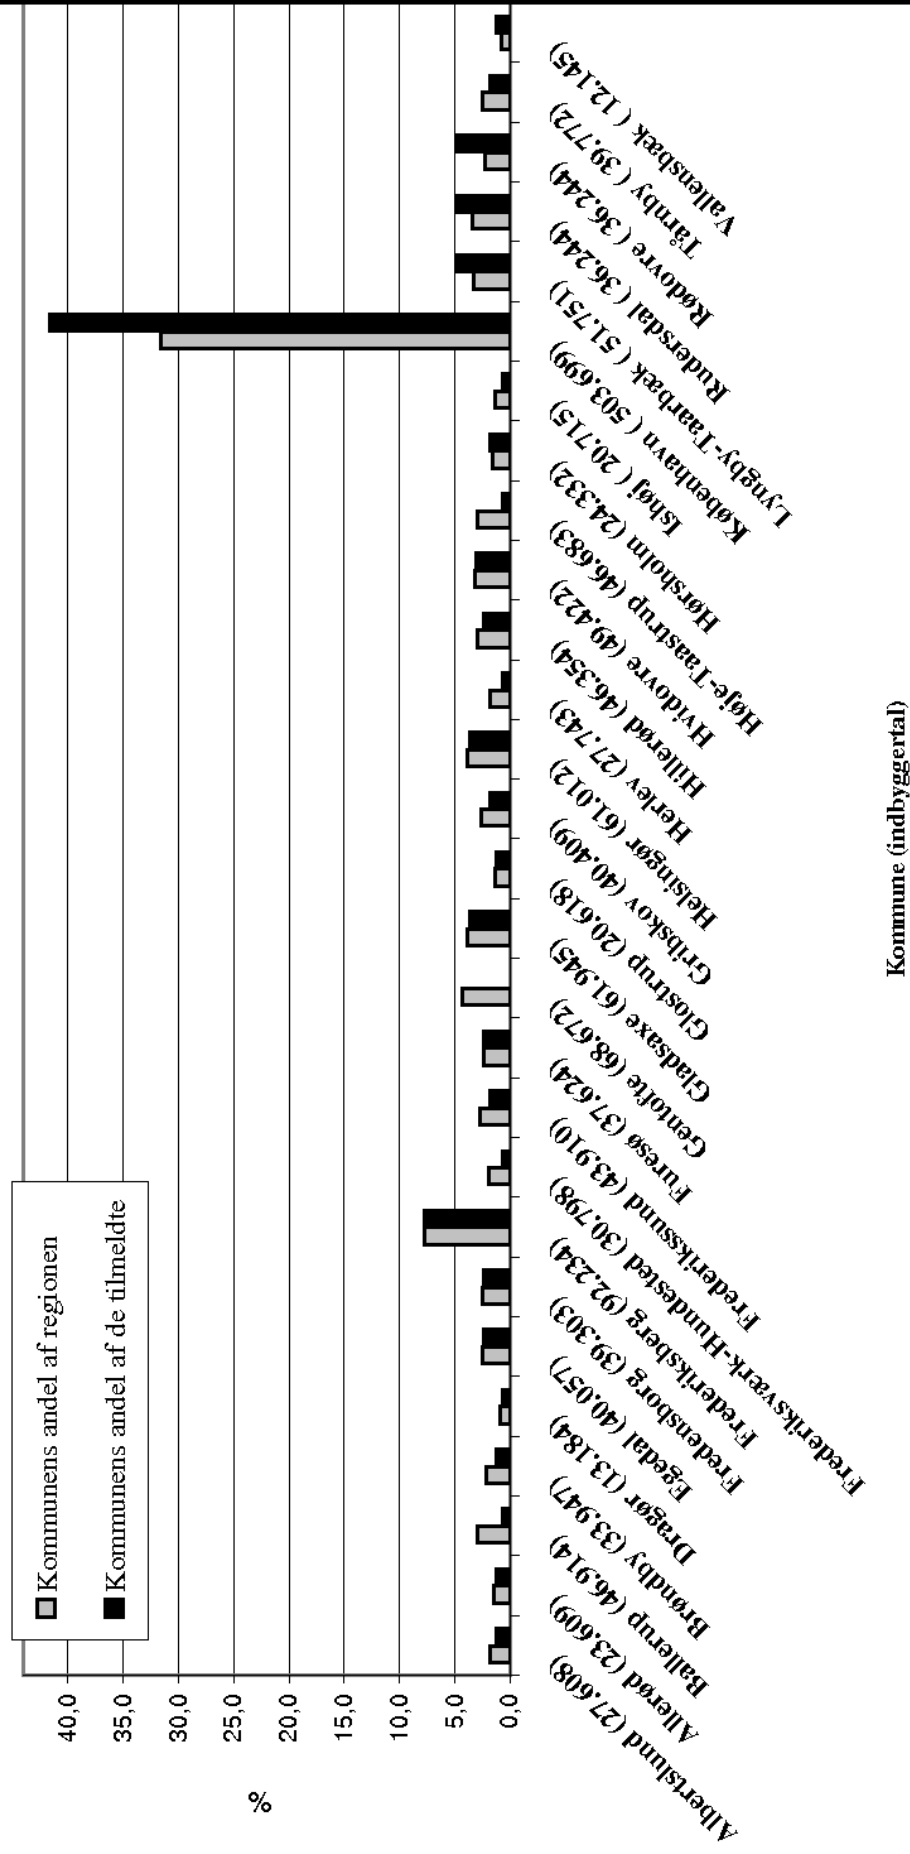 Kommunens andel af regionen
Kommunens andel af de tilmeldte
%
40,0
35,0
30,0
25,0
20,0
15,0
10,0
5,0
0,0
Albertslund (27.608)
Allerød (23.609)
Ballerup (46.914)
Brøndby (33.947)
Dragør (13.184)
Egedal (40.057)
Fredensborg (39.303)
Frederiksberg (92.234)
Frederiksværk-Hundested (30.798)
Frederikssund (43.910)
Furesø (37.624)
Gentofte (68.672)
Gladsaxe (61.945)
Glostrup (20.618)
Gribskov (40.409)
Helsingør (61.012)
Herlev (27.743)
Hillerød (46.354)
Hvidovre (49.422)
Høje-Taastrup (46.683)
Hørsholm (24.332)
Ishøj ( 20.715)
København ( 503.699)
Lyngby-Taarbæk ( 51.751)
Rudersdal ( 36.244)
Rødovre ( 36.244)
Tårnby ( 39.772)
Vallensbæk ( 12.145)
Kommune (indbyggertal)